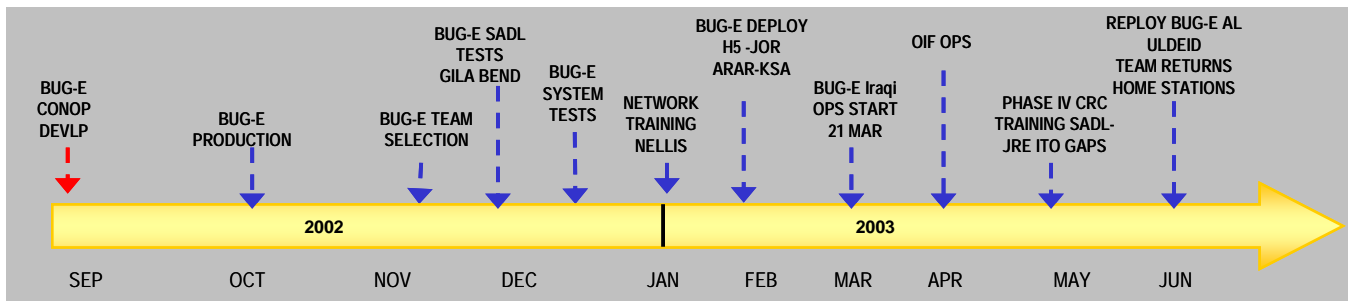 BUG-E
CONOP
DEVLP
BUG-E
PRODUCTION
BUG-E TEAM
SELECTION
BUG-E SADL
TESTS
GILA BEND
BUG-E
SYSTEM
TESTS
NETWORK
TRAINING
NELLIS
BUG-E DEPLOY
H5 -JOR
ARAR-KSA
BUG-E Iraqi
OPS START
21 MAR
OIF OPS
PHASE IV CRC
TRAINING SADL-
JRE ITO GAPS
REPLOY BUG-E AL
ULDEID
TEAM RETURNS
HOME STATIONS
2002 2003
SEP OCT NOV DEC JAN FEB MAR APR MAY JUN